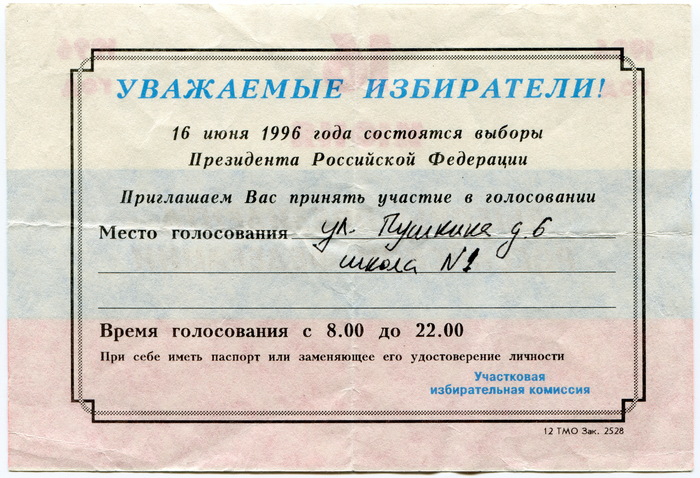 УВАЖАЕМЫЕ ИЗБИРАТЕЛИ!
16 июня 1996 года состоятся выборы
Президента Российской Федерации
Приглашаем Вас принять участие в голосовании
Место голосования ул. Пушкина д.6
школа №1
Время голосования с 8.00 до 22.00
При себе иметь паспорт или заменяющее его удостоверение личности
Участковая
избирательная комиссия
12 ТМО Зак. 2528